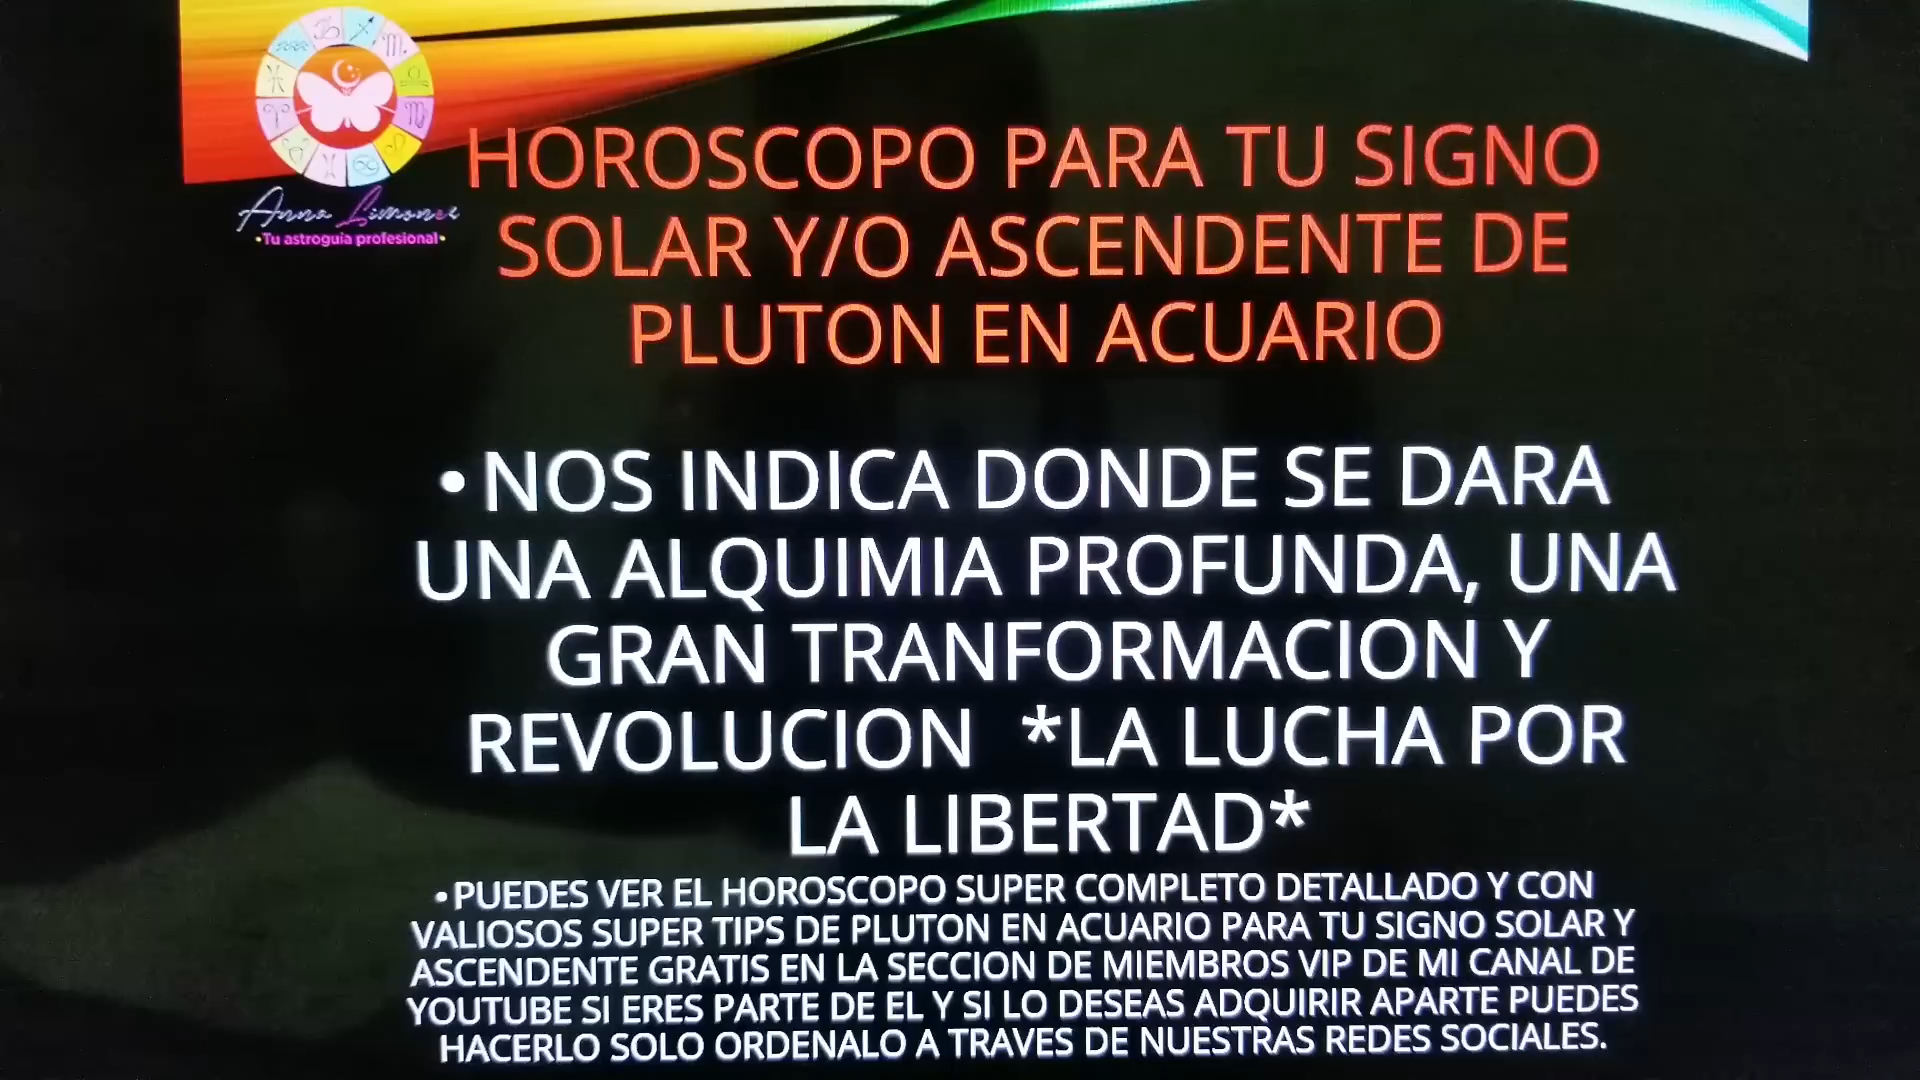 Anna Limones
•Tu astroguía profesional•
HOROSCOPO PARA TU SIGNO
SOLAR Y/O ASCENDENTE DE
PLUTON EN ACUARIO
•NOS INDICA DONDE SE DARA
UNA ALQUIMIA PROFUNDA, UNA
GRAN TRANFORMACION Y
REVOLUCION *LA LUCHA POR
LA LIBERTAD*
•PUEDES VER EL HOROSCOPO SUPER COMPLETO DETALLADO Y CON
VALIOSOS SUPER TIPS DE PLUTON EN ACUARIO PARA TU SIGNO SOLAR Y
ASCENDENTE GRATIS EN LA SECCION DE MIEMBROS VIP DE MI CANAL DE
YOUTUBE SI ERES PARTE DE EL Y SI LO DESEAS ADQUIRIR APARTE PUEDES
HACERLO SOLO ORDENALO A TRAVES DE NUESTRAS REDES SOCIALES.